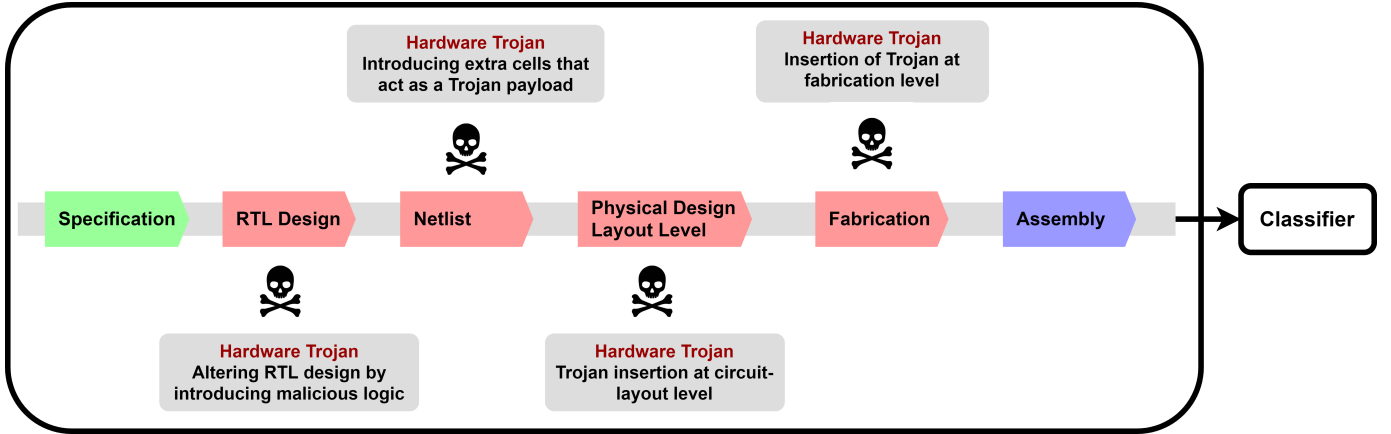 Hardware Trojan
Introducing extra cells that
act as a Trojan payload
Hardware Trojan
Insertion of Trojan at
fabrication level
Specification
RTL Design
Netlist
Physical Design
Layout Level
Fabrication
Assembly
Classifier
Hardware Trojan
Altering RTL design by
introducing malicious logic
Hardware Trojan
Trojan insertion at circuit-
layout level